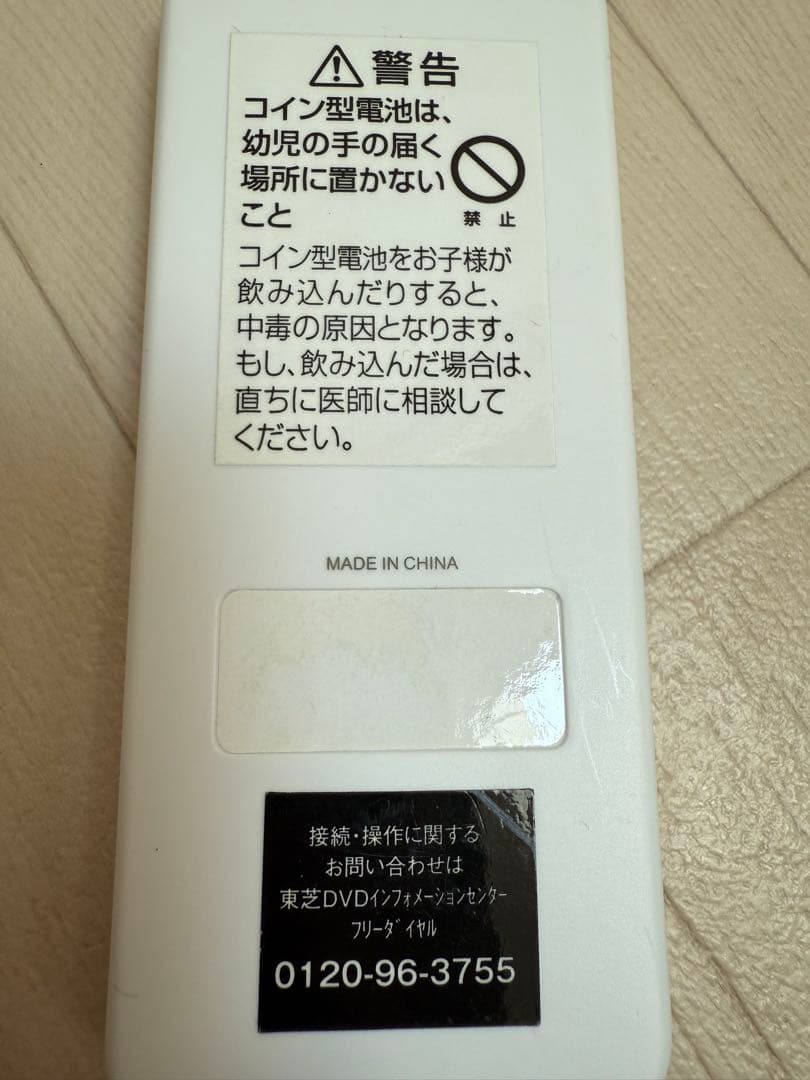 警告
コイン型電池は、
幼児の手の届く
場所に置かない
こと
禁止
コイン型電池をお子様が
飲み込んだりすると、
中毒の原因となります。
もし、飲み込んだ場合は、
直ちに医師に相談して
ください。
MADE IN CHINA
接続・操作に関する
お問い合わせは
東芝DVDｲﾝﾌｫﾒｰｼｮﾝｾﾝﾀｰ
ﾌﾘｰﾀﾞｲﾔﾙ
0120-96-3755